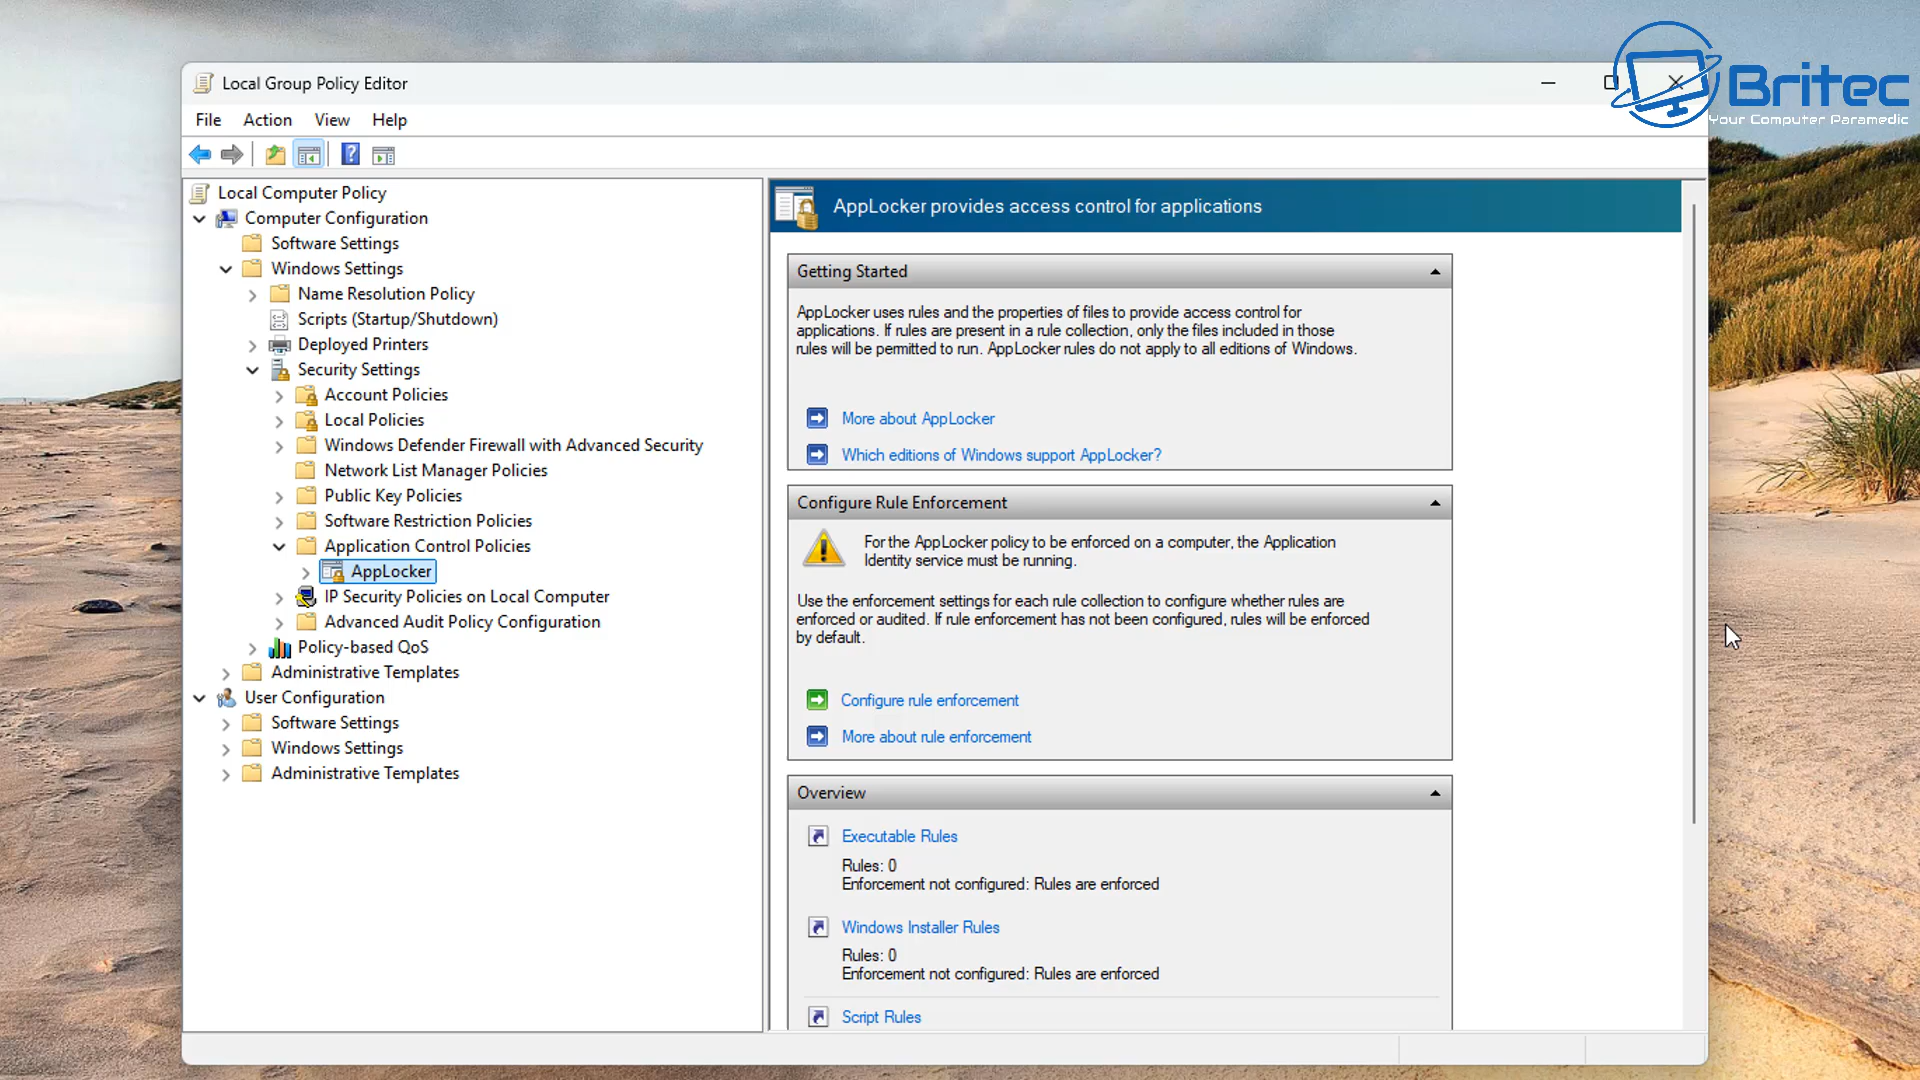 Britec
Your Computer Paramedic
Local Group Policy Editor
File Action View Help
Local Computer Policy
Computer Configuration
Software Settings
Windows Settings
Name Resolution Policy
Scripts (Startup/Shutdown)
Deployed Printers
Security Settings
Account Policies
Local Policies
Windows Defender Firewall with Advanced Security
Network List Manager Policies
Public Key Policies
Software Restriction Policies
Application Control Policies
AppLocker
IP Security Policies on Local Computer
Advanced Audit Policy Configuration
Policy-based QoS
Administrative Templates
User Configuration
Software Settings
Windows Settings
Administrative Templates
AppLocker provides access control for applications
Getting Started
AppLocker uses rules and the properties of files to provide access control for
applications. If rules are present in a rule collection, only the files included in those
rules will be permitted to run. AppLocker rules do not apply to all editions of Windows.
More about AppLocker
Which editions of Windows support AppLocker?
Configure Rule Enforcement
For the AppLocker policy to be enforced on a computer, the Application
Identity service must be running.
Use the enforcement settings for each rule collection to configure whether rules are
enforced or audited. If rule enforcement has not been configured, rules will be enforced
by default.
Configure rule enforcement
More about rule enforcement
Overview
Executable Rules
Rules: 0
Enforcement not configured: Rules are enforced
Windows Installer Rules
Rules: 0
Enforcement not configured: Rules are enforced
Script Rules